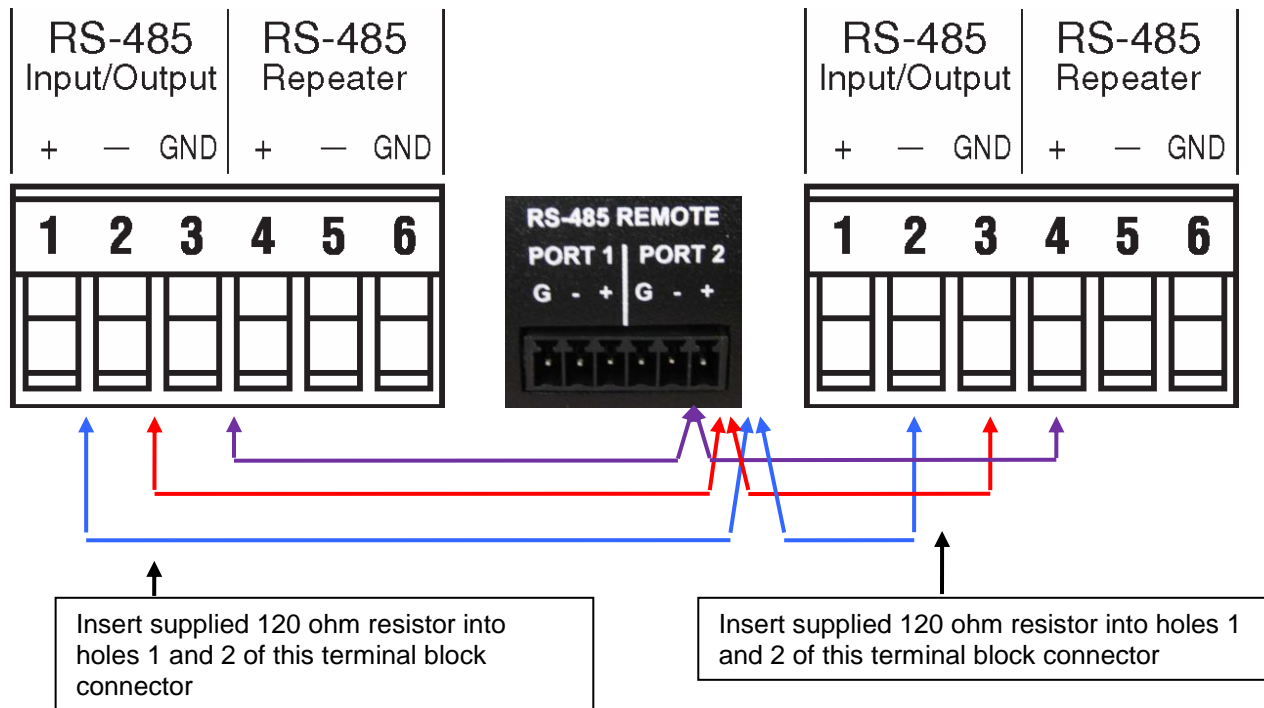 RS-485 RS-485
Input/Output Repeater
+ — GND + — GND
1 2 3 4 5 6
RS-485 REMOTE
PORT 1 PORT 2
G - + G - +
RS-485 RS-485
Input/Output Repeater
+ — GND + — GND
1 2 3 4 5 6
Insert supplied 120 ohm resistor into
holes 1 and 2 of this terminal block
connector
Insert supplied 120 ohm resistor into holes 1
and 2 of this terminal block connector